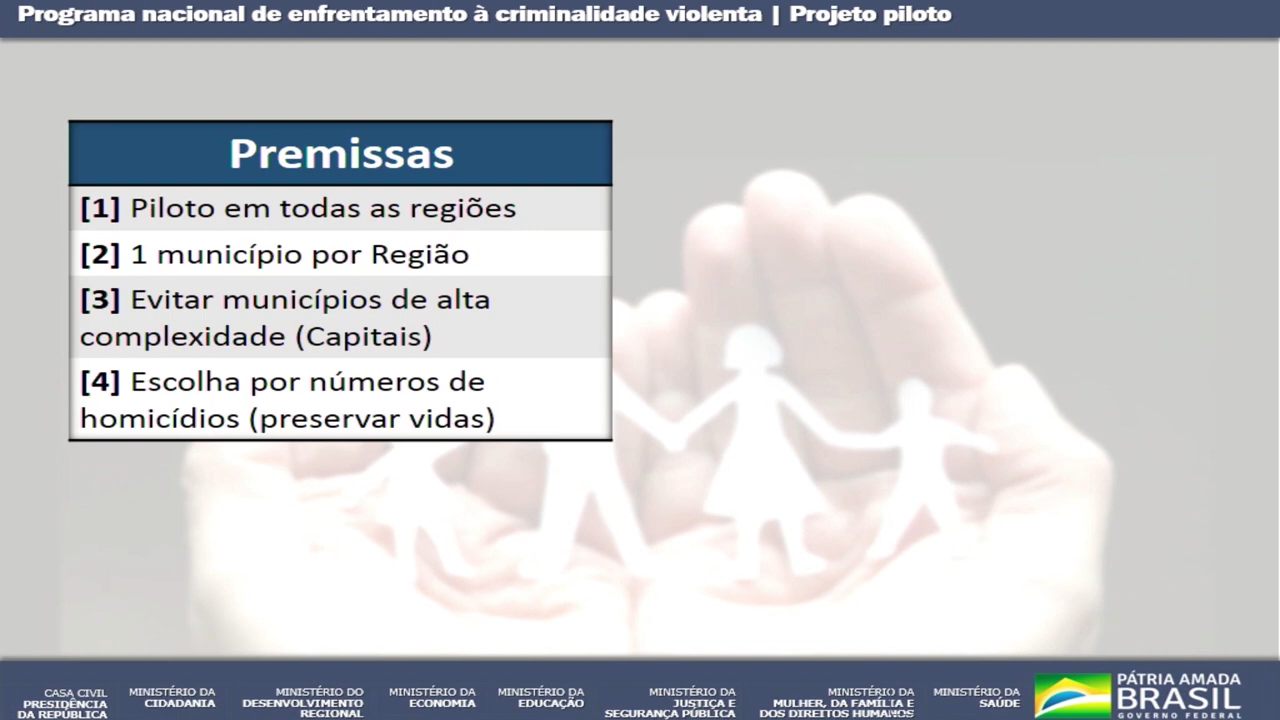 Programa nacional de enfrentamento à criminalidade violenta | Projeto piloto
Premissas
[1] Piloto em todas as regiões
[2] 1 município por Região
[3] Evitar municípios de alta
complexidade (Capitais)
[4] Escolha por números de
homicídios (preservar vidas)
CASA CIVIL
PRESIDÊNCIA
DA REPÚBLICA
MINISTÉRIO DA
CIDADANIA
MINISTÉRIO DO
DESENVOLVIMENTO
REGIONAL
MINISTÉRIO DA
ECONOMIA
MINISTÉRIO DA
EDUCAÇÃO
MINISTÉRIO DA
JUSTIÇA E
SEGURANÇA PÚBLICA
MINISTÉRIO DA
MULHER, DA FAMÍLIA E
DOS DIREITOS HUMANOS
MINISTÉRIO DA
SAÚDE
PÁTRIA AMADA
BRASIL
GOVERNO FEDERAL